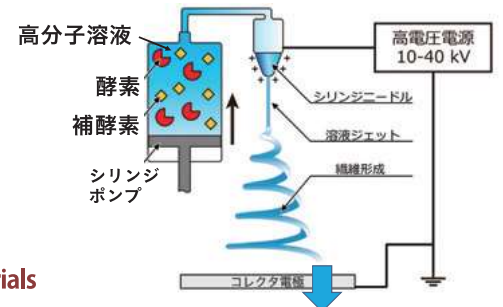 高分子溶液
酵素
補酵素
シリンジ
ポンプ
高電圧電源
10-40 kV
シリンジニードル
溶液ジェット
繊維形成
コレクタ電極
rials